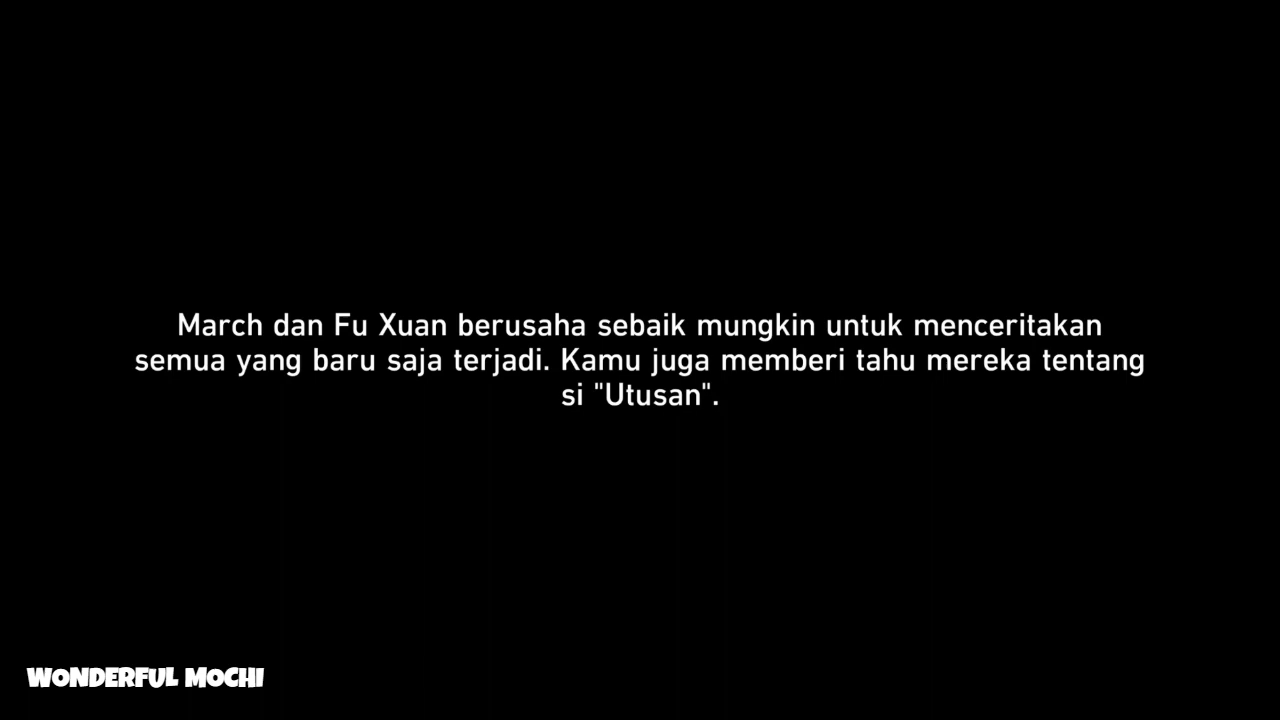 March dan Fu Xuan berusaha sebaik mungkin untuk menceritakan
semua yang baru saja terjadi. Kamu juga memberi tahu mereka tentang
si "Utusan".
WONDERFUL MOCHI